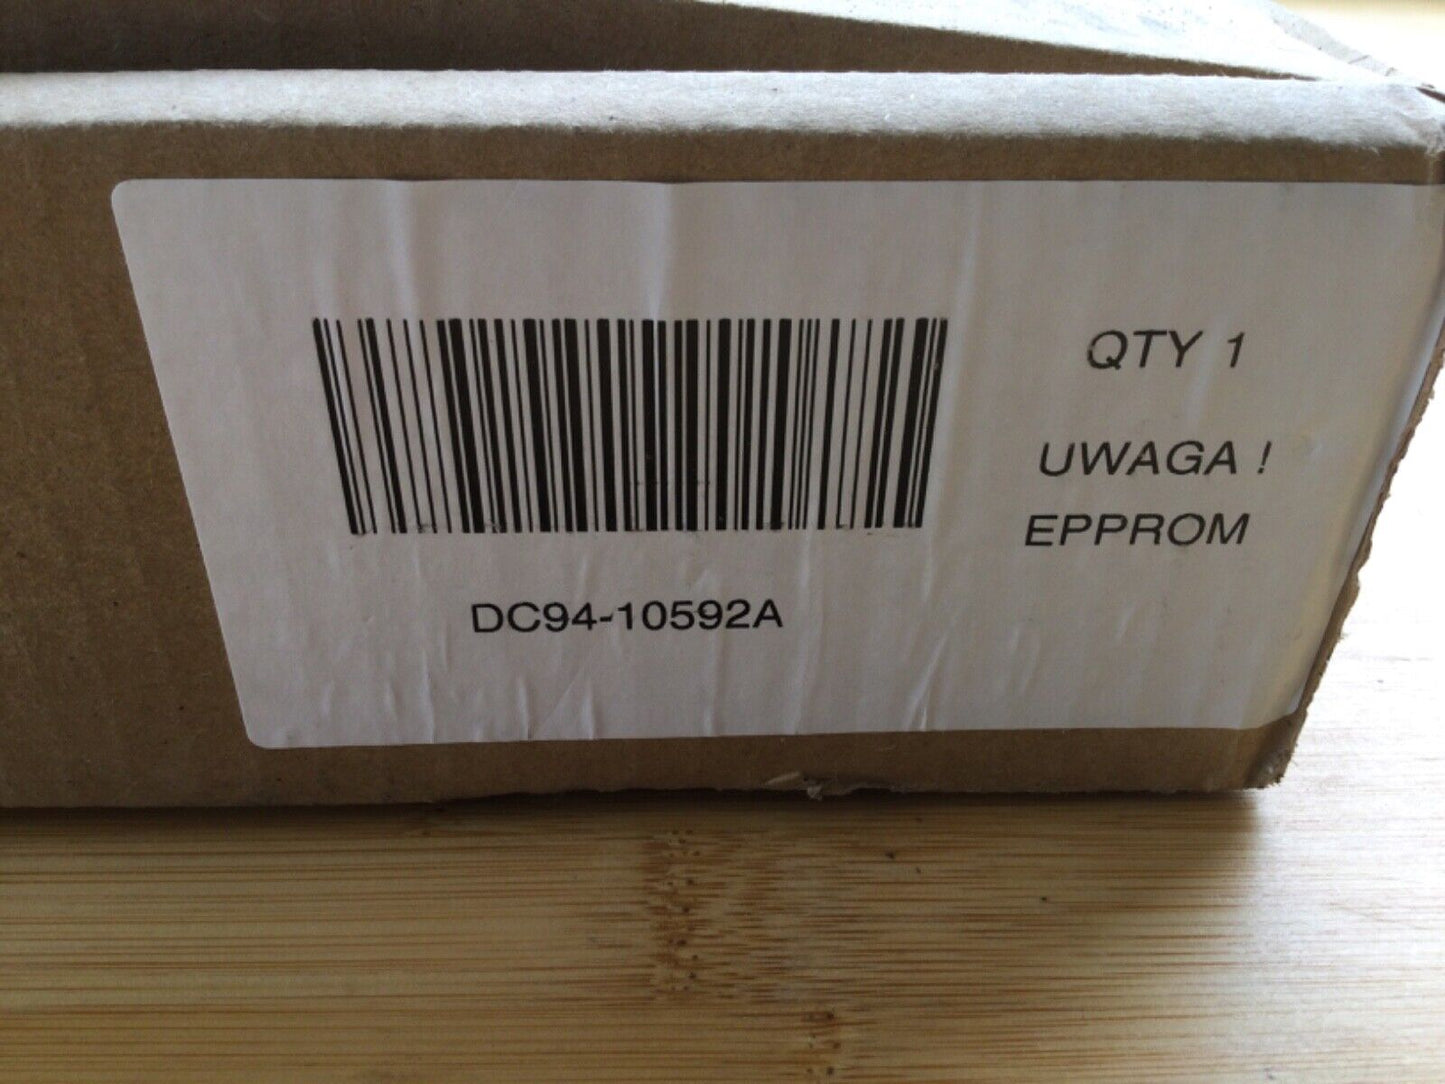 QTY 1
UWAGA !
EPPROM
DC94-10592A